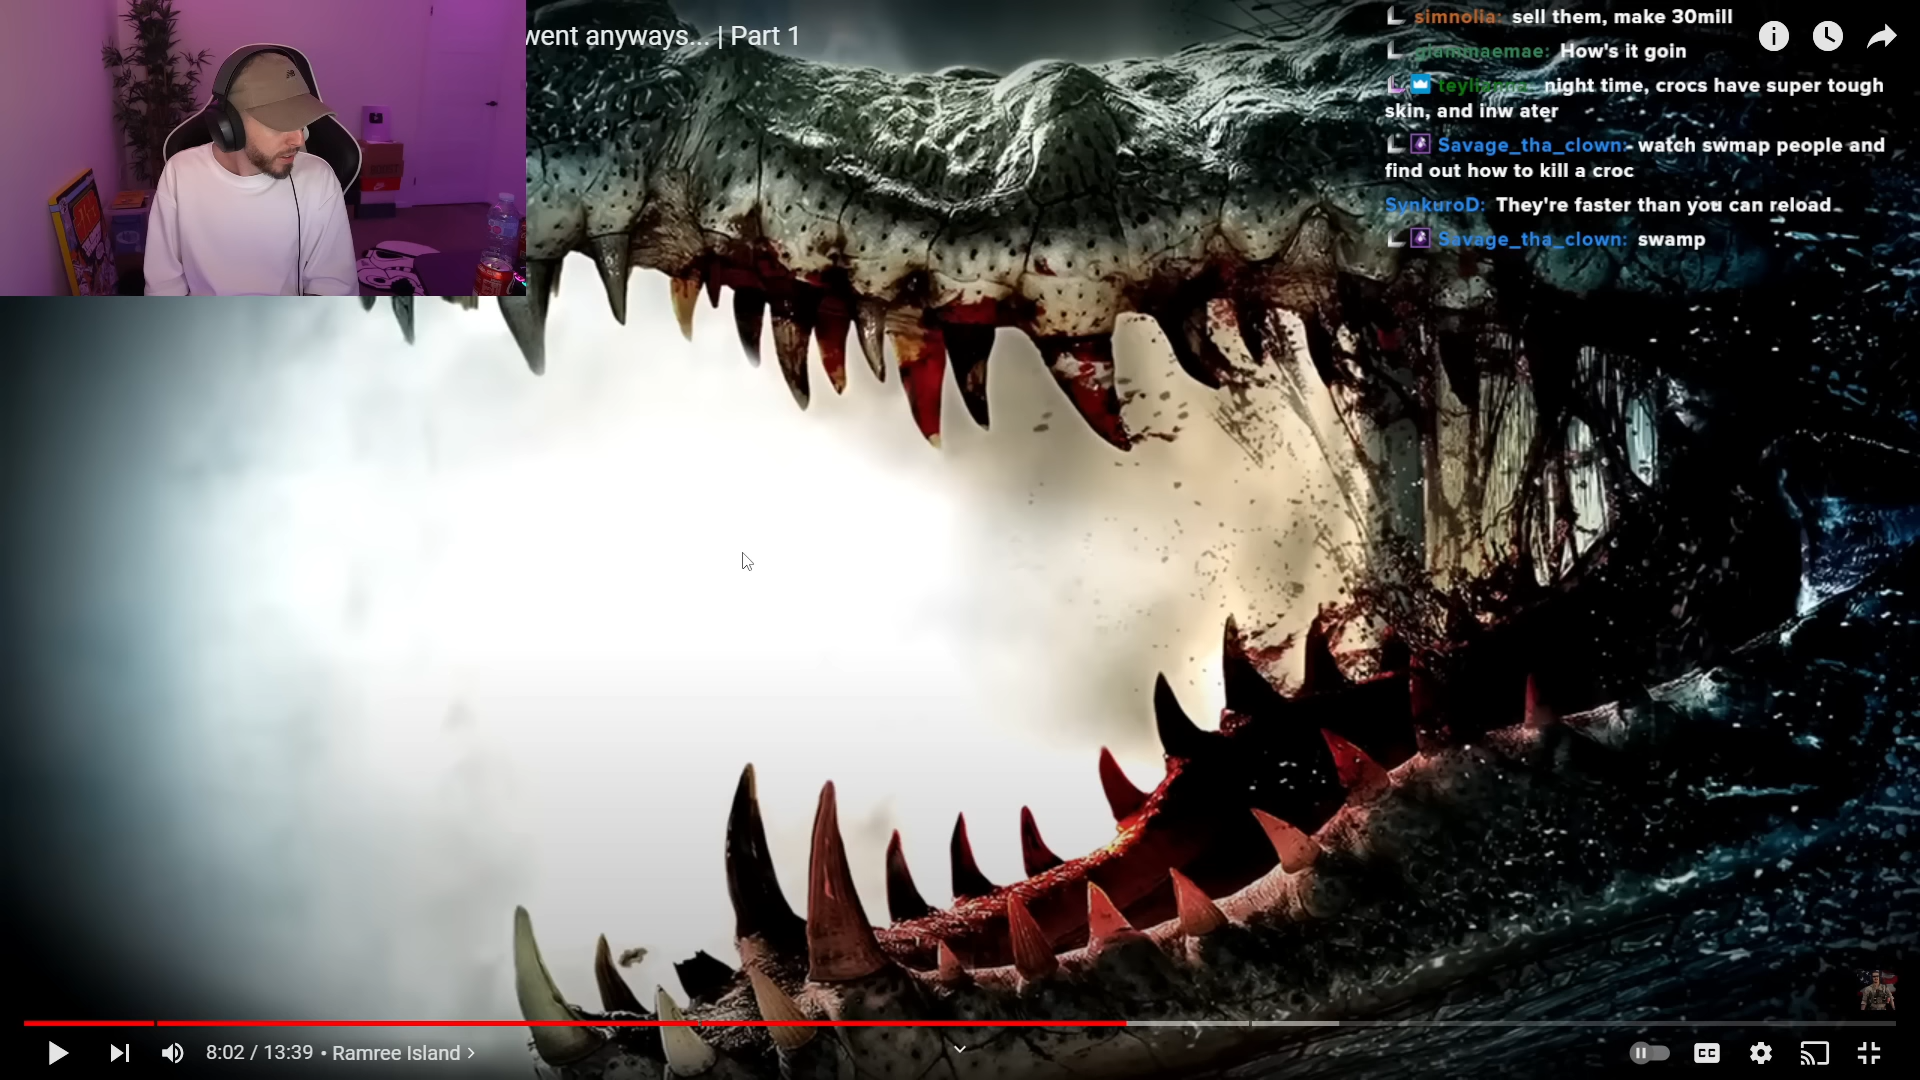 went anyways... | Part 1
simnolia: sell them, make 30mill
giammaemae: How's it goin
night time, crocs have super tough
skin, and inw ater
Savage_tha_clown: watch swmap people and
find out how to kill a croc
SynkuroD: They're faster than you can reload
Savage_tha_clown: swamp
8:02 / 13:39 • Ramree Island >
CC